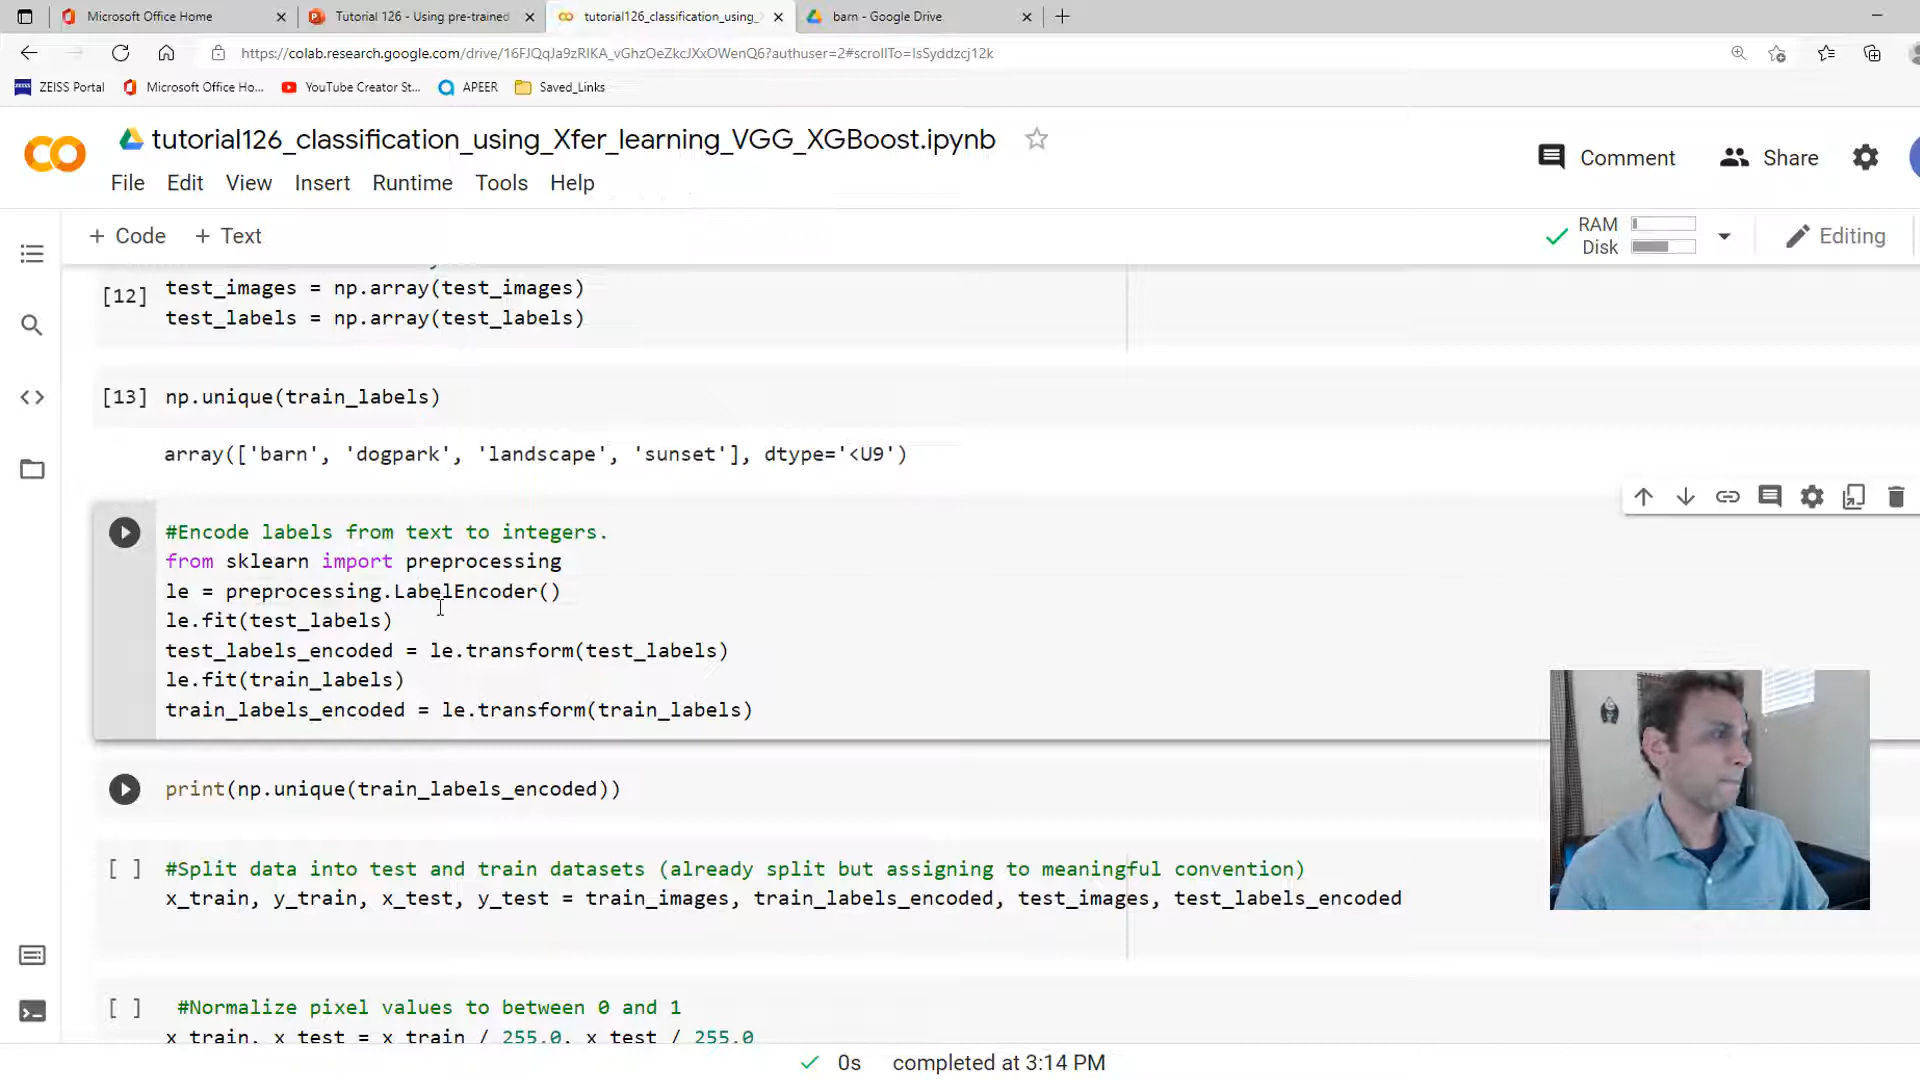 Microsoft Office Home
Tutorial 126 - Using pre-trained
tutorial126_classification_using_
barn - Google Drive
https://colab.research.google.com/drive/16FJQqJa9zRIKA_vGhzOeZkcJXxOWenQ6?authuser=2#scrollTo=IsSyddzcj12k
ZEISS Portal
Microsoft Office Ho...
YouTube Creator St...
APEER
Saved_Links
tutorial126_classification_using_Xfer_learning_VGG_XGBoost.ipynb
Comment
Share
File Edit View Insert Runtime Tools Help
+ Code + Text
RAM
Disk
Editing
[12] test_images = np.array(test_images)
test_labels = np.array(test_labels)
[13] np.unique(train_labels)
array(['barn', 'dogpark', 'landscape', 'sunset'], dtype='<U9')
#Encode labels from text to integers.
from sklearn import preprocessing
le = preprocessing.LabelEncoder()
le.fit(test_labels)
test_labels_encoded = le.transform(test_labels)
le.fit(train_labels)
train_labels_encoded = le.transform(train_labels)
print(np.unique(train_labels_encoded))
[ ] #Split data into test and train datasets (already split but assigning to meaningful convention)
x_train, y_train, x_test, y_test = train_images, train_labels_encoded, test_images, test_labels_encoded
[ ] #Normalize pixel values to between 0 and 1
x_train, x_test = x_train / 255.0, x_test / 255.0
0s completed at 3:14 PM